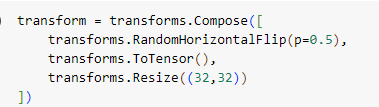 transform = transforms.Compose([
    transforms.RandomHorizontalFlip(p=0.5),
    transforms.ToTensor(),
    transforms.Resize((32,32))
])